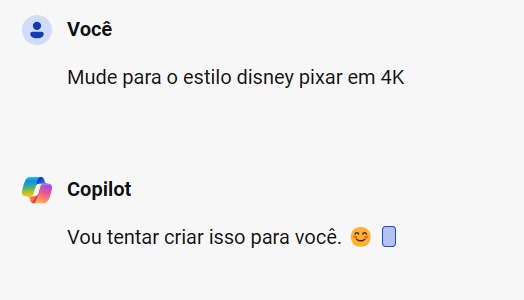 Você
Mude para o estilo disney pixar em 4K
Copilot
Vou tentar criar isso para você. 😊